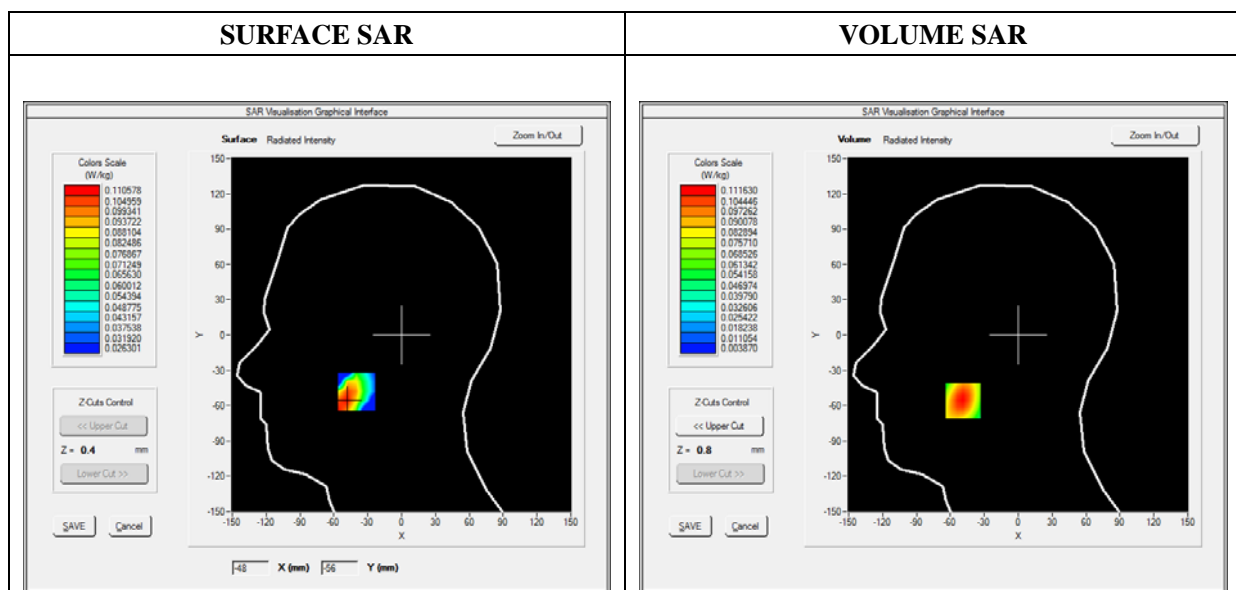 SURFACE SAR
VOLUME SAR
SAR Visualisation Graphical Interface
Surface Radiated Intensity
Zoom In/Out
Colors Scale
(W/kg)
0.110578
0.104959
0.099341
0.093722
0.088104
0.082486
0.076867
0.071249
0.065630
0.060012
0.054394
0.048775
0.043157
0.037538
0.031920
0.026301
Z-Cuts Control
<< Upper Cut
Z = 0.4 mm
Lower Cut >>
SAVE Cancel
150
120
90
60
30
0
-30
-60
-90
-120
-150
Y
-150 -120 -90 -60 -30 0 30 60 90 120 150
X
-48 X (mm) -56 Y (mm)
SAR Visualisation Graphical Interface
Volume Radiated Intensity
Zoom In/Out
Colors Scale
(W/kg)
0.111630
0.104446
0.097262
0.090078
0.082894
0.075710
0.068526
0.061342
0.054158
0.046974
0.039790
0.032606
0.025422
0.018238
0.011054
0.003870
Z-Cuts Control
<< Upper Cut
Z = 0.8 mm
Lower Cut >>
SAVE Cancel
150
120
90
60
30
0
-30
-60
-90
-120
-150
Y
-150 -120 -90 -60 -30 0 30 60 90 120 150
X